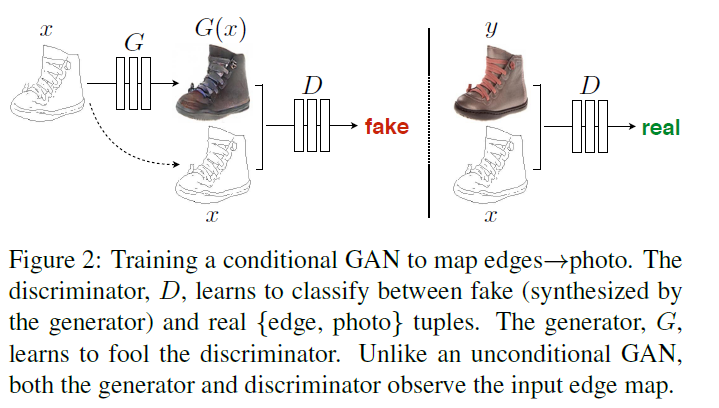 x
G
G(x)
D
fake
x
y
D
real
x
Figure 2: Training a conditional GAN to map edges→photo. The
discriminator, D, learns to classify between fake (synthesized by
the generator) and real {edge, photo} tuples. The generator, G,
learns to fool the discriminator. Unlike an unconditional GAN,
both the generator and discriminator observe the input edge map.